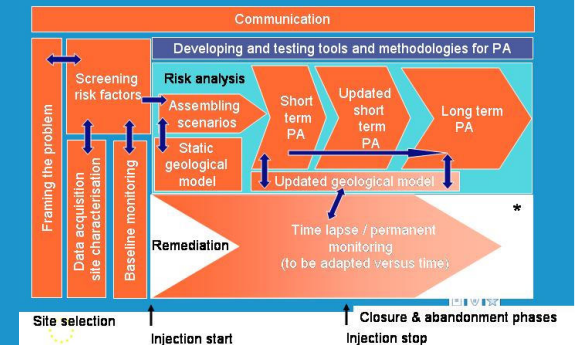 Communication
Developing and testing tools and methodologies for PA
Framing the problem
Screening
risk factors
Data acquisition
site characterisation
Baseline monitoring
Risk analysis
Assembling
scenarios
Static
geological
model
Short
term
PA
Updated
short
term
PA
Long term
PA
Updated geological model
Remediation
Time lapse / permanent
monitoring
(to be adapted versus time)
*
Site selection
Injection start
Closure & abandonment phases
Injection stop